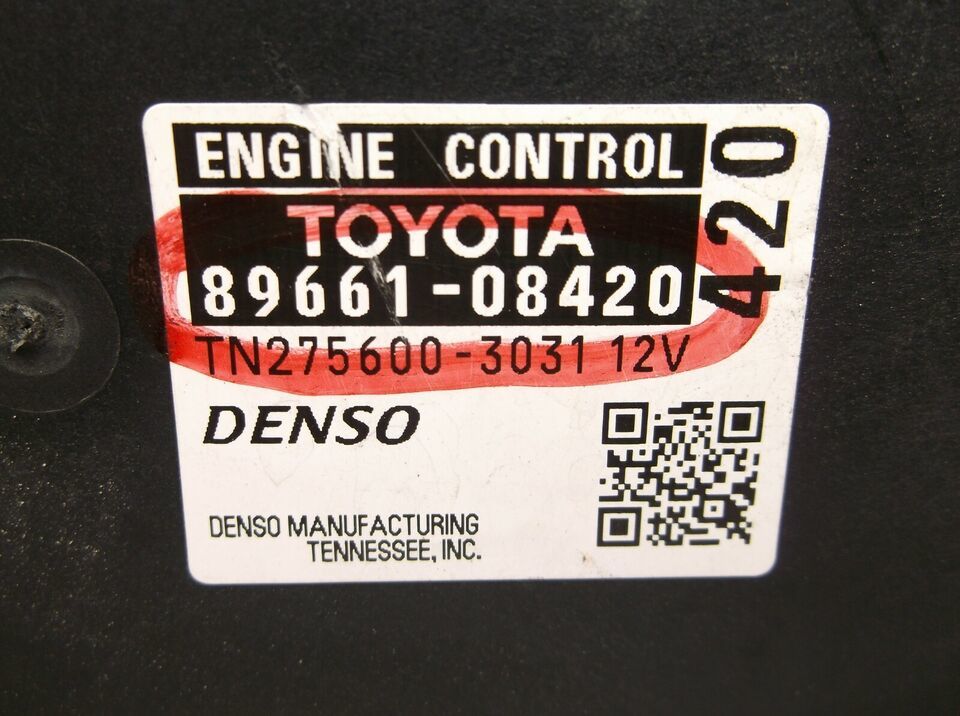 ENGINE CONTROL
TOYOTA
89661-08420
420
TN275600-3031 12V
DENSO
DENSO MANUFACTURING
TENNESSEE, INC.